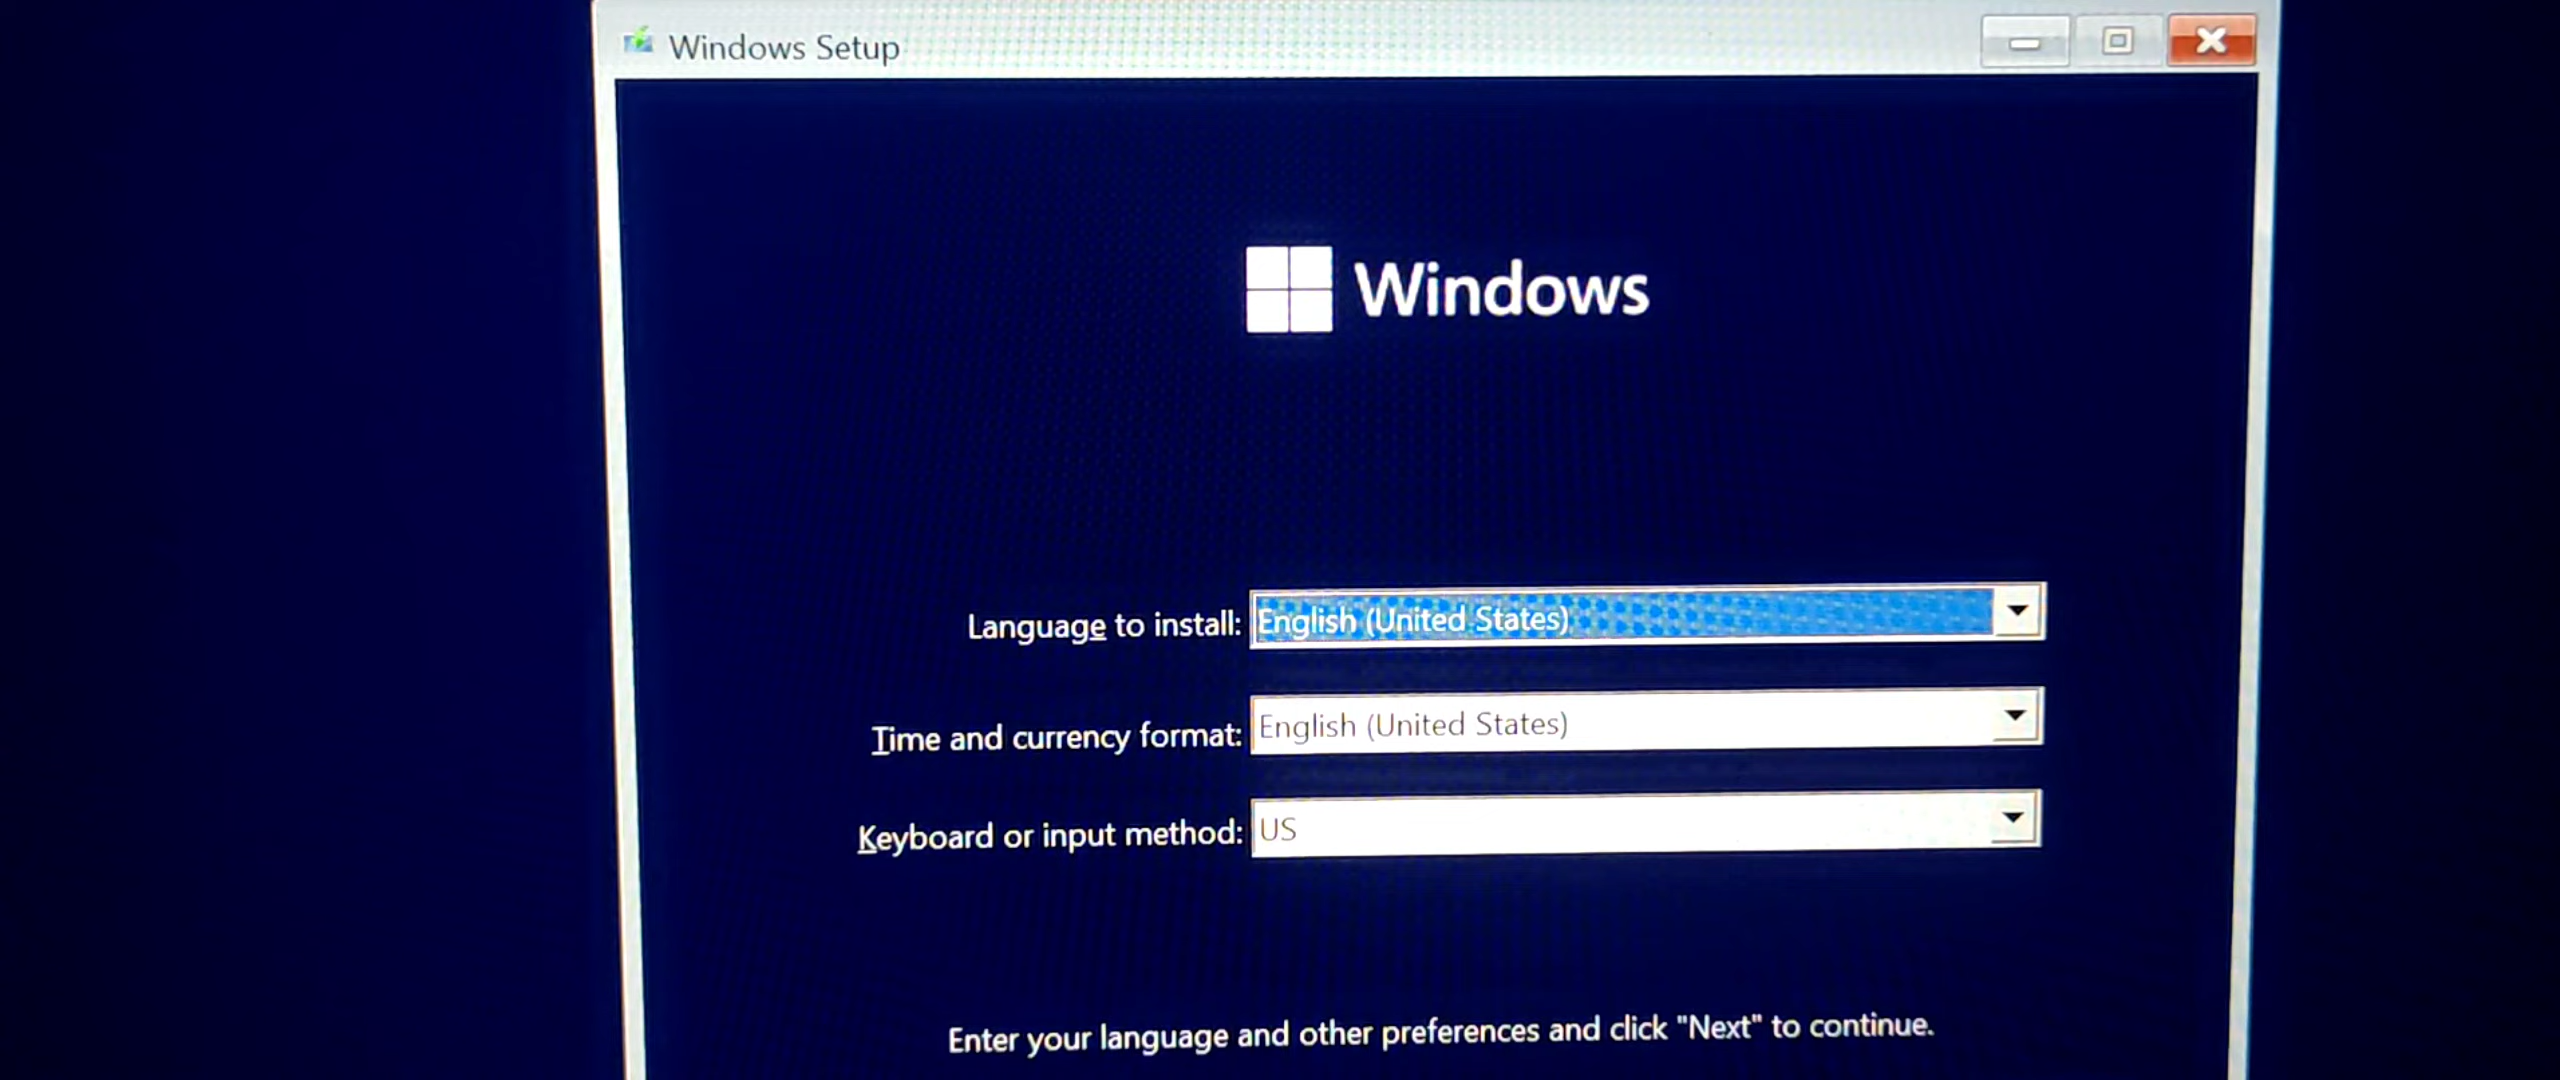 Windows Setup
Windows
Language to install: English (United States)
Time and currency format: English (United States)
Keyboard or input method: US
Enter your language and other preferences and click "Next" to continue.